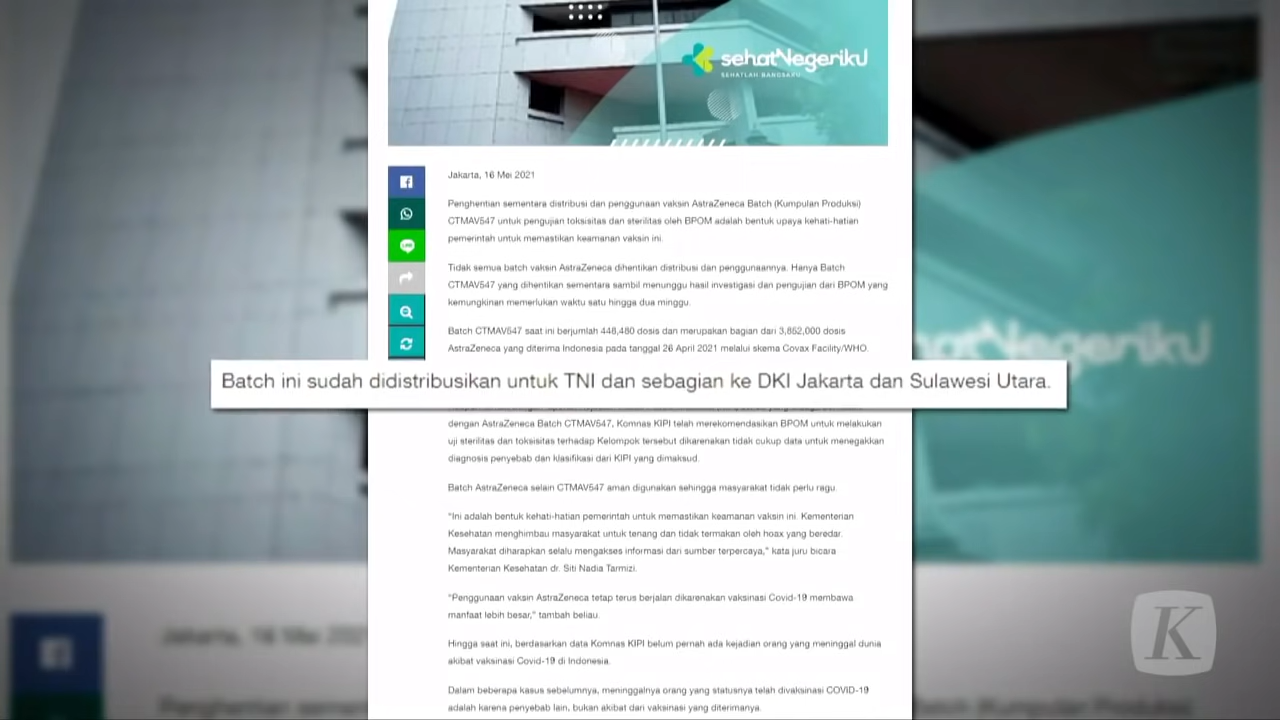 sehatNegeriku
SEHATLAH BANGSAKU
Jakarta, 16 Mei 2021
Penghentian sementara distribusi dan penggunaan vaksin AstraZeneca Batch (Kumpulan Produksi)
CTMAV547 untuk pengujian toksisitas dan sterilitas oleh BPOM adalah bentuk upaya kehati-hatian
pemerintah untuk memastikan keamanan vaksin ini.
Tidak semua batch vaksin AstraZeneca dihentikan distribusi dan penggunaannya. Hanya Batch
CTMAV547 yang dihentikan sementara sambil menunggu hasil investigasi dan pengujian dari BPOM yang
kemungkinan memerlukan waktu satu hingga dua minggu.
Batch CTMAV547 saat ini berjumlah 448,480 dosis dan merupakan bagian dari 3,852,000 dosis
AstraZeneca yang diterima Indonesia pada tanggal 26 April 2021 melalui skema Covax Facility/WHO.
Batch ini sudah didistribusikan untuk TNI dan sebagian ke DKI Jakarta dan Sulawesi Utara.
dengan AstraZeneca Batch CTMAV547, Komnas KIPI telah merekomendasikan BPOM untuk melakukan
uji sterilitas dan toksisitas terhadap Kelompok tersebut dikarenakan tidak cukup data untuk menegakkan
diagnosis penyebab dan klasifikasi dari KIPI yang dimaksud.
Batch AstraZeneca selain CTMAV547 aman digunakan sehingga masyarakat tidak perlu ragu.
"Ini adalah bentuk kehati-hatian pemerintah untuk memastikan keamanan vaksin ini. Kementerian
Kesehatan menghimbau masyarakat untuk tenang dan tidak termakan oleh hoax yang beredar.
Masyarakat diharapkan selalu mengakses informasi dari sumber terpercaya," kata juru bicara
Kementerian Kesehatan dr. Siti Nadia Tarmizi.
"Penggunaan vaksin AstraZeneca tetap terus berjalan dikarenakan vaksinasi Covid-19 membawa
manfaat lebih besar," tambah beliau.
Hingga saat ini, berdasarkan data Komnas KIPI belum pernah ada kejadian orang yang meninggal dunia
akibat vaksinasi Covid-19 di Indonesia.
Dalam beberapa kasus sebelumnya, meninggalnya orang yang statusnya telah divaksinasi COVID-19
adalah karena penyebab lain, bukan akibat dari vaksinasi yang diterimanya.
K